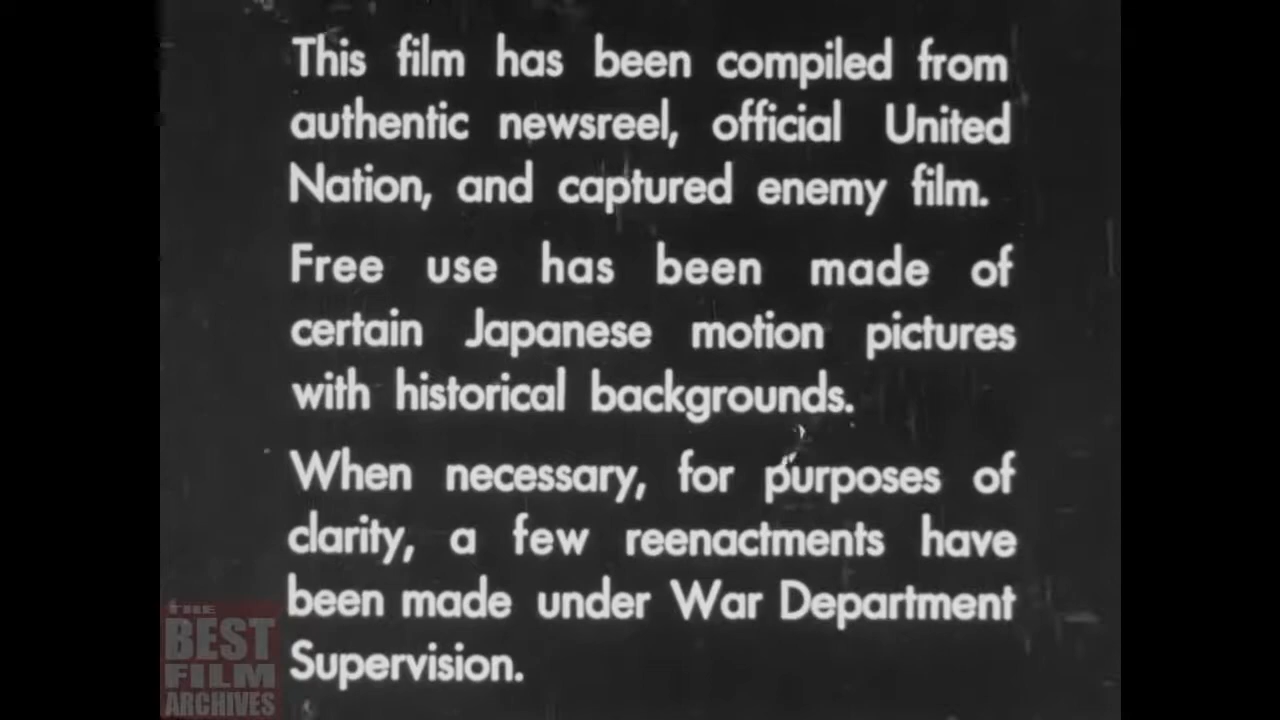 This film has been compiled from
authentic newsreel, official United
Nation, and captured enemy film.
Free use has been made of
certain Japanese motion pictures
with historical backgrounds.
When necessary, for purposes of
clarity, a few reenactments have
been made under War Department
Supervision.
THE
BEST
FILM
ARCHIVES